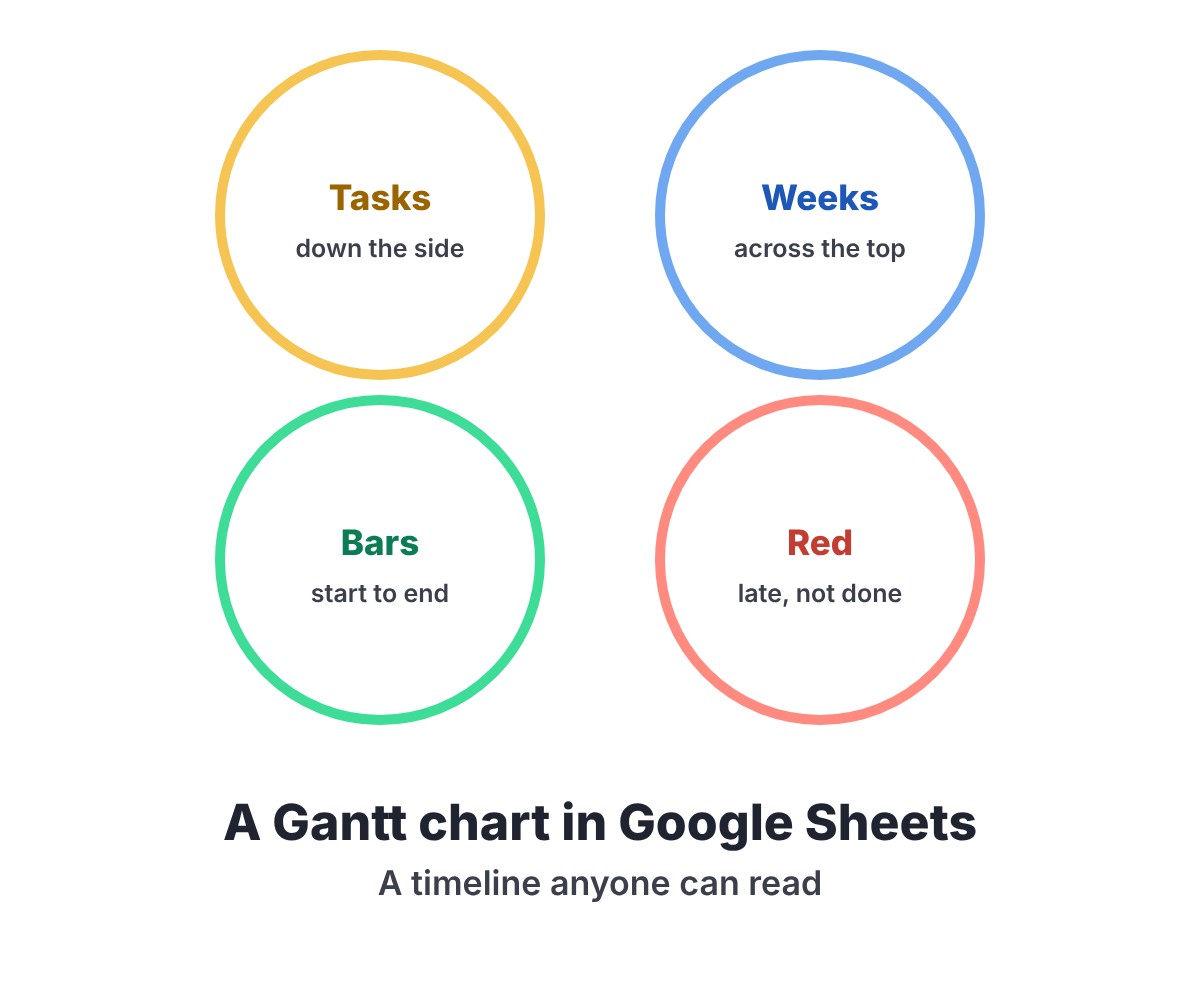 Tasks
down the side
Weeks
across the top
Bars
start to end
Red
late, not done
A Gantt chart in Google Sheets
A timeline anyone can read